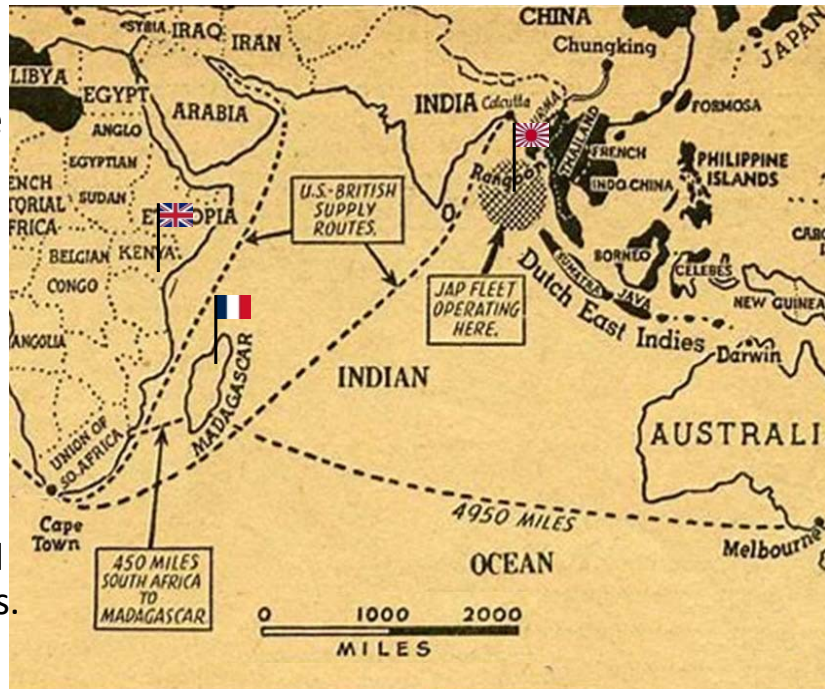 CHINA
SYRIA
IRAQ
IRAN
Chungking
JAPAN
LIBYA
EGYPT
ARABIA
INDIA
Calcutta
FORMOSA
ANGLO
EGYPTIAN
SUDAN
THAILAND
FRENCH
INDO-CHINA
PHILIPPINE
ISLANDS
Rangoon
ENCH
TORIAL
FRICA
U.S.-BRITISH
SUPPLY
ROUTES.
BELGIAN
CONGO
KENYA
BORNEO
CELEBES
SUMATRA
JAVA
NEW GUINEA
JAP FLEET
OPERATING
HERE.
Dutch East Indies
Darwin
ANGOLIA
MADAGASCAR
INDIAN
AUSTRALI
UNION OF
SO. AFRICA
4950 MILES
Cape
Town
Melbourne
OCEAN
450 MILES
SOUTH AFRICA
TO
MADAGASCAR.
s.
0 1000 2000
MILES